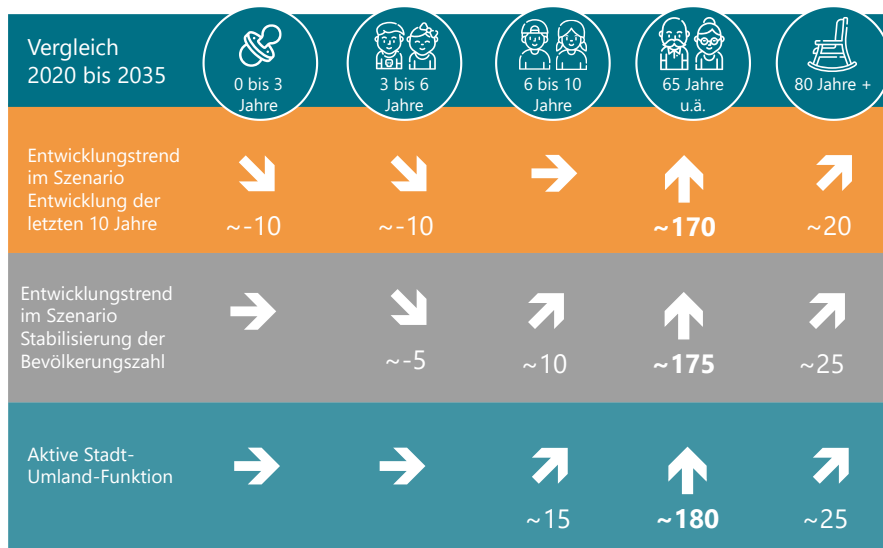 Vergleich
2020 bis 2035
0 bis 3
Jahre
3 bis 6
Jahre
6 bis 10
Jahre
65 Jahre
u.ä.
80 Jahre +
Entwicklungstrend
im Szenario
Entwicklung der
letzten 10 Jahre
~-10
~-10
~170
~20
Entwicklungstrend
im Szenario
Stabilisierung der
Bevölkerungszahl
~-5
~10
~175
~25
Aktive Stadt-
Umland-Funktion
~15
~180
~25